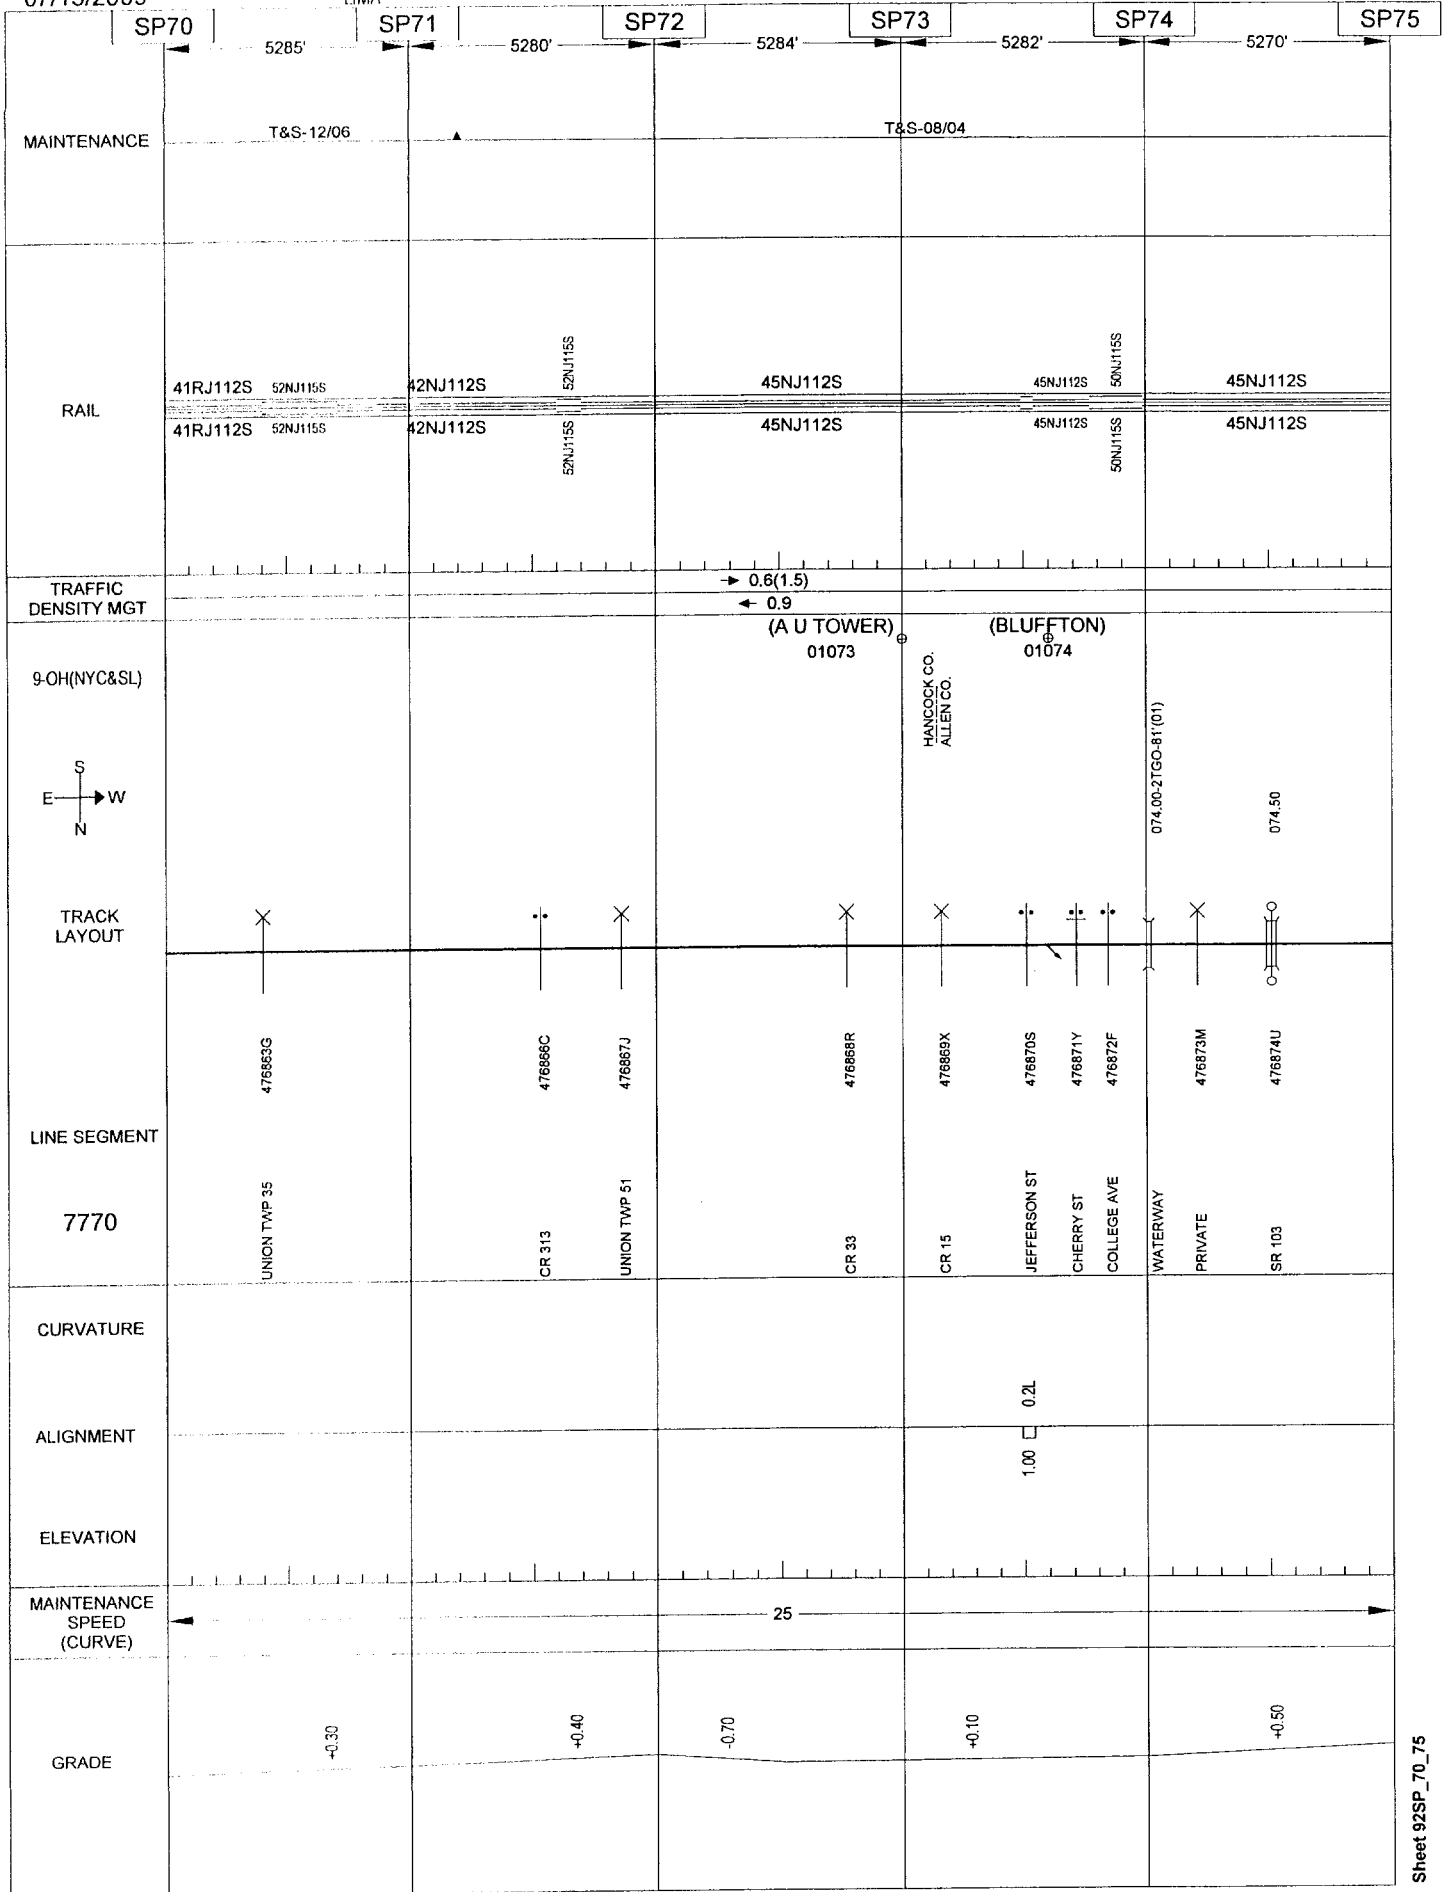 SP70 SP71 SP72 SP73 SP74 SP75
5285' 5280' 5284' 5282' 5270'
MAINTENANCE
T&S-12/06 T&S-08/04
RAIL
41RJ112S 52NJ115S 42NJ112S 52NJ115S 45NJ112S 45NJ112S 50NJ115S 45NJ112S
41RJ112S 52NJ115S 42NJ112S 52NJ115S 45NJ112S 45NJ112S 50NJ115S 45NJ112S
TRAFFIC
DENSITY MGT
0.6(1.5)
0.9
(A U TOWER) (BLUFFTON)
01073 01074
9-OH(NYC&SL)
HANCOCK CO.
ALLEN CO.
074.00-2TGO-81'(01)
074.50
S
E W
N
TRACK
LAYOUT
476863G
476866C
476867J
476868R
476869X
476870S
476871Y
476872F
476873M
476874U
LINE SEGMENT
7770
UNION TWP 35
CR 313
UNION TWP 51
CR 33
CR 15
JEFFERSON ST
CHERRY ST
COLLEGE AVE
WATERWAY
PRIVATE
SR 103
CURVATURE
0.2L
ALIGNMENT
1.00
ELEVATION
MAINTENANCE
SPEED
(CURVE)
25
GRADE
+0.30
+0.40
-0.70
+0.10
+0.50
Sheet 92SP_70_75